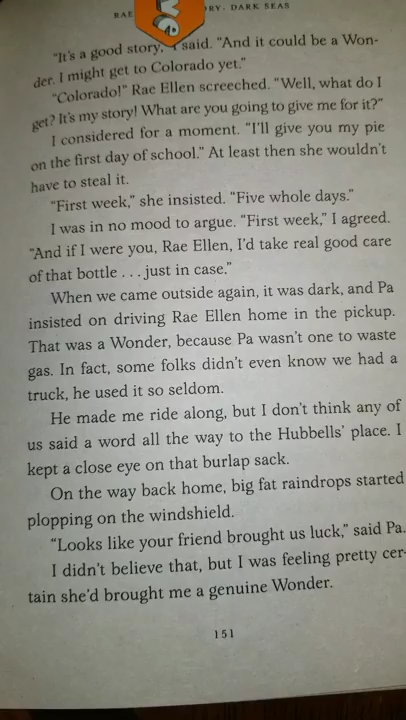 RAE RY. DARK SEAS
"It's a good story," I said. "And it could be a Won-
der. I might get to Colorado yet."
"Colorado!" Rae Ellen screeched. "Well, what do I
get? It's my story! What are you going to give me for it?"
I considered for a moment. "I'll give you my pie
on the first day of school." At least then she wouldn't
have to steal it.
"First week," she insisted. "Five whole days."
I was in no mood to argue. "First week," I agreed.
"And if I were you, Rae Ellen, I'd take real good care
of that bottle . . . just in case."
When we came outside again, it was dark, and Pa
insisted on driving Rae Ellen home in the pickup.
That was a Wonder, because Pa wasn't one to waste
gas. In fact, some folks didn't even know we had a
truck, he used it so seldom.
He made me ride along, but I don't think any of
us said a word all the way to the Hubbells' place. I
kept a close eye on that burlap sack.
On the way back home, big fat raindrops started
plopping on the windshield.
"Looks like your friend brought us luck," said Pa.
I didn't believe that, but I was feeling pretty cer-
tain she'd brought me a genuine Wonder.
151